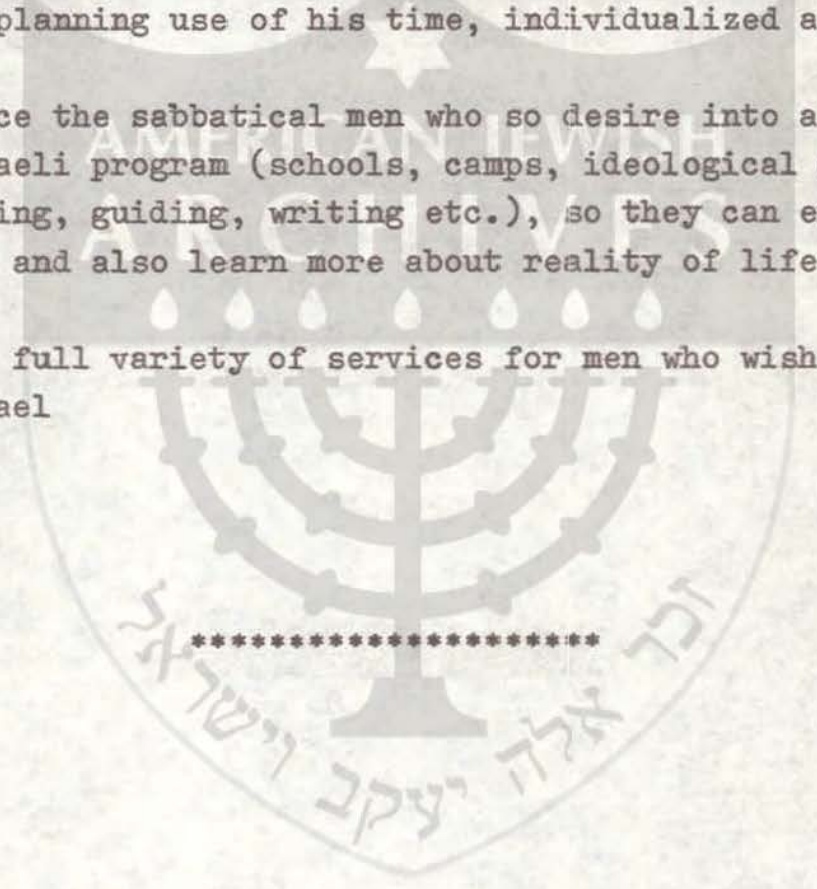 planning use of his time, individualized a
ce the sabbatical men who so desire into a
AMERICAN JEWISH
aeli program (schools, camps, ideological
ing, guiding, writing etc.), so they can e
ARCHIVES
and also learn more about reality of life
full variety of services for men who wish
ael
*********************
זכר אלה יעקב וישראל